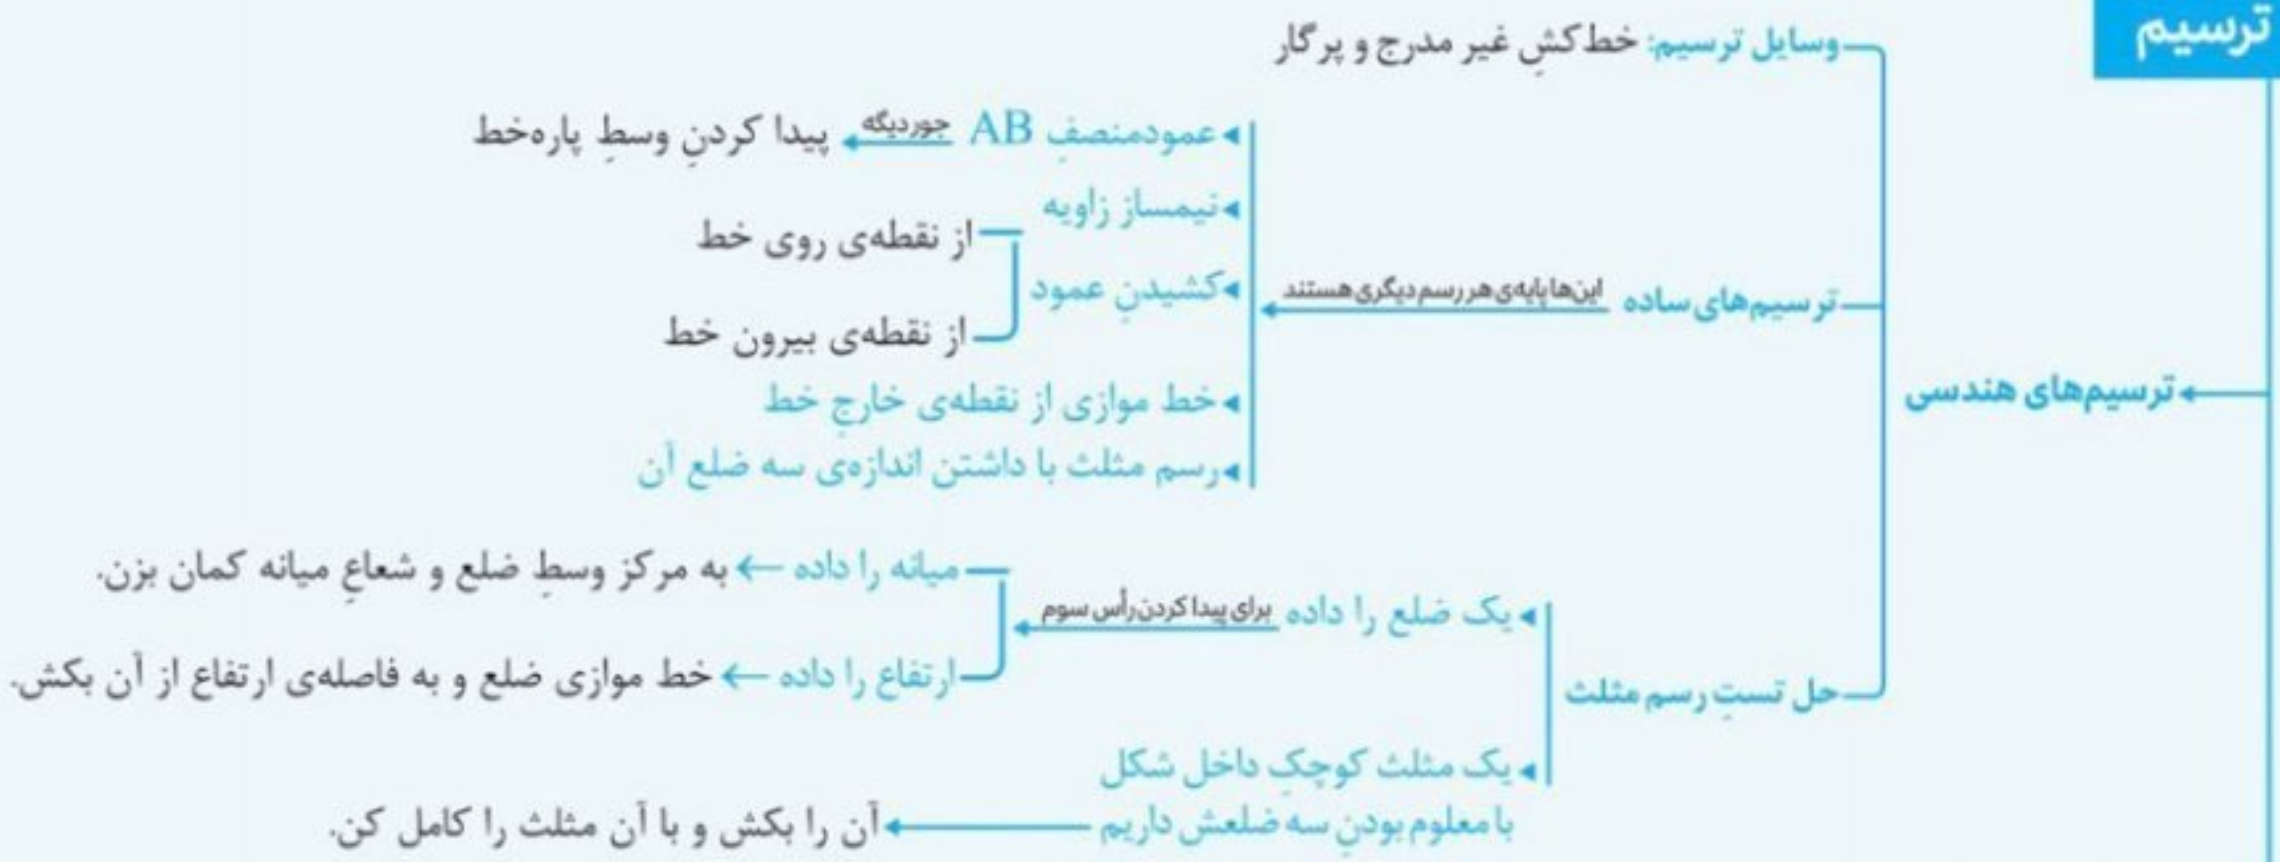 ترسیم
وسایل ترسیم: خط‌کشِ غیر مدرج و پرگار
عمودمنصفِ AB جور دیگه پیدا کردنِ وسطِ پاره‌خط
نیمساز زاویه
از نقطه‌ی روی خط
کشیدنِ عمود
ترسیم‌های ساده این‌ها پایه‌ی هر رسم دیگری هستند
از نقطه‌ی بیرون خط
ترسیم‌های هندسی
خط موازی از نقطه‌ی خارجِ خط
رسم مثلث با داشتن اندازه‌ی سه ضلع آن
میانه را داده ← به مرکز وسطِ ضلع و شعاعِ میانه کمان بزن.
یک ضلع را داده برای پیدا کردن رأس سوم
ارتفاع را داده ← خط موازی ضلع و به فاصله‌ی ارتفاع از آن بکش.
حل تستِ رسم مثلث
یک مثلث کوچکِ داخل شکل
با معلوم بودنِ سه ضلعش داریم ← آن را بکش و با آن مثلث را کامل کن.